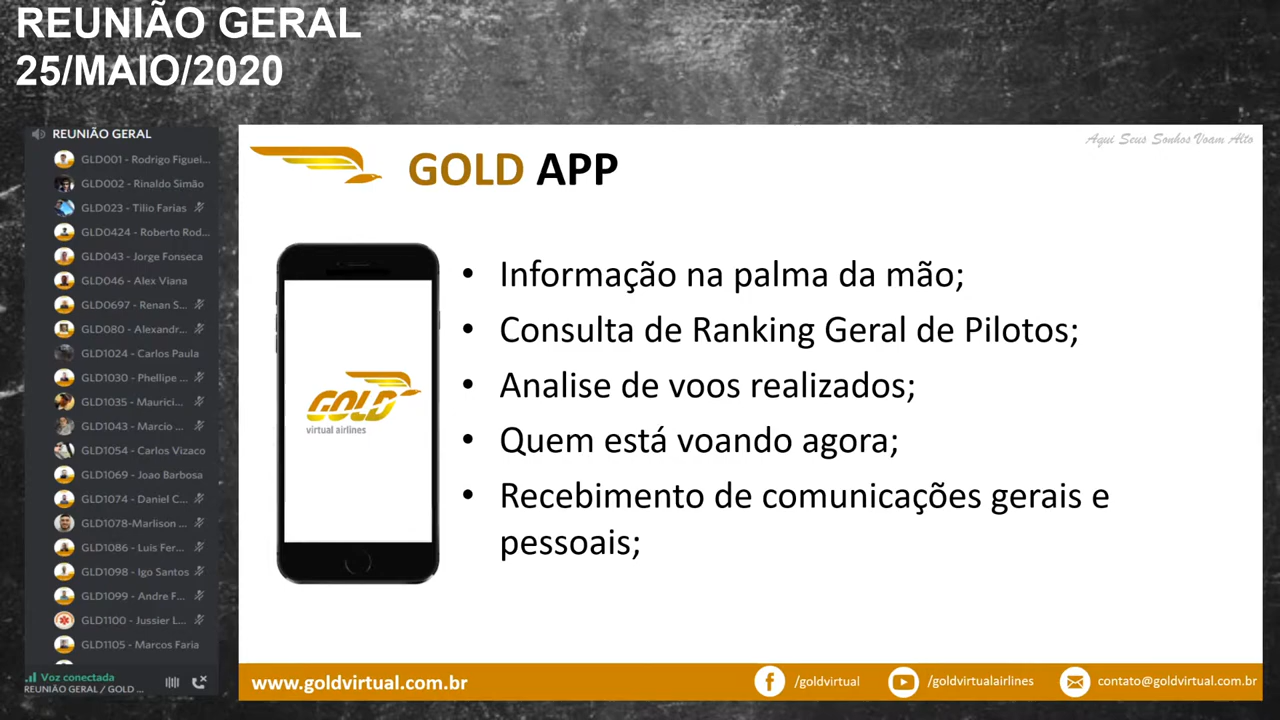 REUNIÃO GERAL
25/MAIO/2020
REUNIÃO GERAL
GLD001 - Rodrigo Figuei...
GLD002 - Rinaldo Simão
GLD023 - Tilio Farias
GLD0424 - Roberto Rod...
GLD043 - Jorge Fonseca
GLD046 - Alex Viana
GLD0697 - Renan S...
GLD080 - Alexandr...
GLD1024 - Carlos Paula
GLD1030 - Phellipe ...
GLD1035 - Maurici...
GLD1043 - Marcio ...
GLD1054 - Carlos Vizaco
GLD1069 - Joao Barbosa
GLD1074 - Daniel C...
GLD1078-Marlison ...
GLD1086 - Luis Fer...
GLD1098 - Igo Santos
GLD1099 - Andre F...
GLD1100 - Jussier L...
GLD1105 - Marcos Faria
Voz conectada
REUNIÃO GERAL / GOLD ...
Aqui Seus Sonhos Voam Alto
GOLD APP
GOLD
virtual airlines
• Informação na palma da mão;
• Consulta de Ranking Geral de Pilotos;
• Analise de voos realizados;
• Quem está voando agora;
• Recebimento de comunicações gerais e
pessoais;
www.goldvirtual.com.br
/goldvirtual
/goldvirtualairlines
contato@goldvirtual.com.br